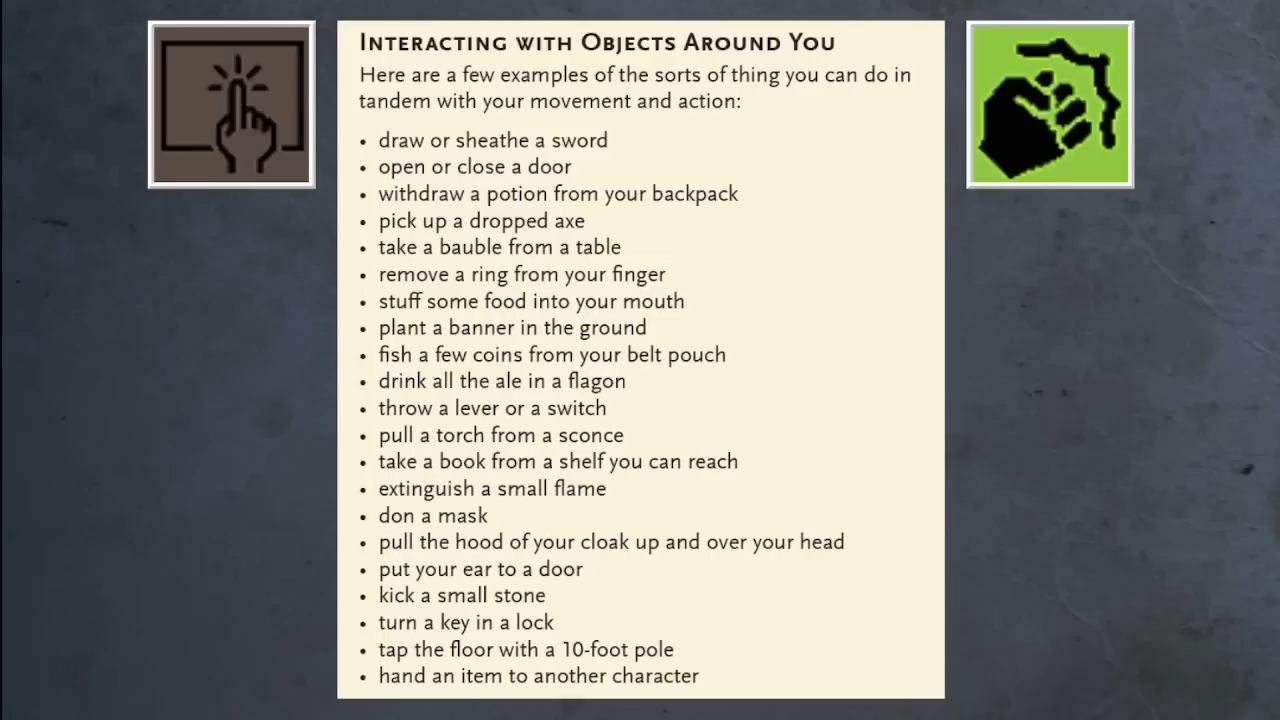 Interacting with Objects Around You
Here are a few examples of the sorts of thing you can do in
tandem with your movement and action:
• draw or sheathe a sword
• open or close a door
• withdraw a potion from your backpack
• pick up a dropped axe
• take a bauble from a table
• remove a ring from your finger
• stuff some food into your mouth
• plant a banner in the ground
• fish a few coins from your belt pouch
• drink all the ale in a flagon
• throw a lever or a switch
• pull a torch from a sconce
• take a book from a shelf you can reach
• extinguish a small flame
• don a mask
• pull the hood of your cloak up and over your head
• put your ear to a door
• kick a small stone
• turn a key in a lock
• tap the floor with a 10-foot pole
• hand an item to another character